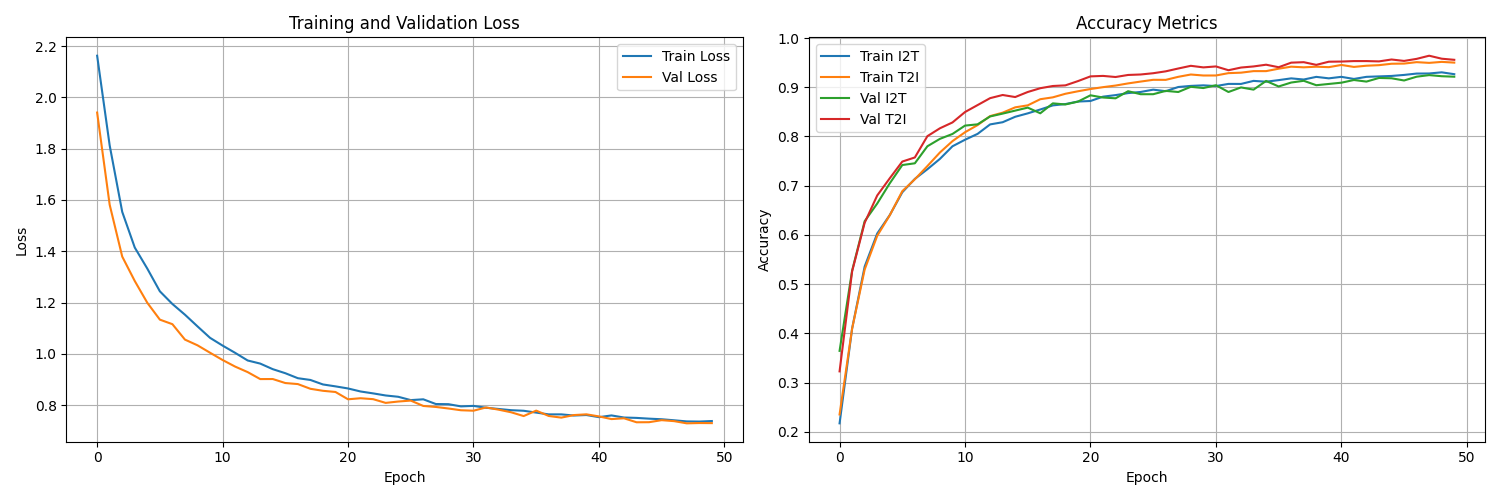 Training and Validation Loss
Train Loss
Val Loss
2.2
2.0
1.8
1.6
1.4
1.2
1.0
0.8
Loss
0 10 20 30 40 50
Epoch
Accuracy Metrics
Train I2T
Train T2I
Val I2T
Val T2I
1.0
0.9
0.8
0.7
0.6
0.5
0.4
0.3
0.2
Accuracy
0 10 20 30 40 50
Epoch